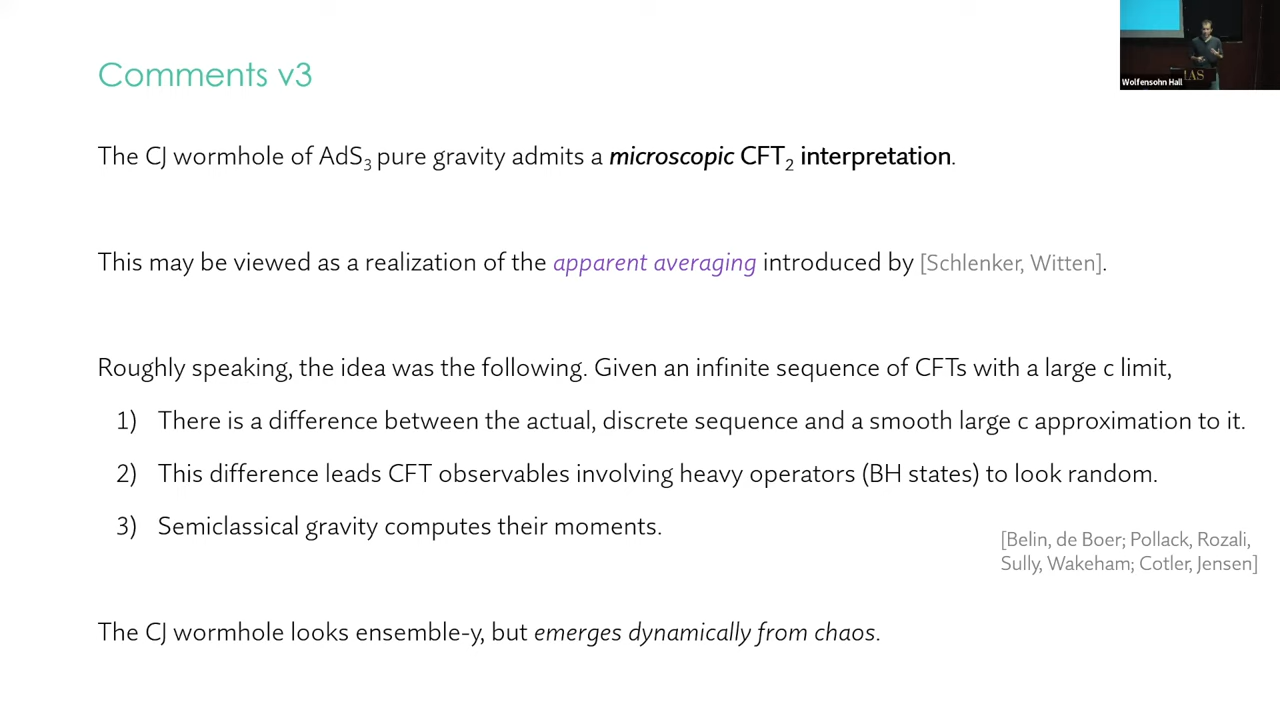 Comments v3
The CJ wormhole of AdS3 pure gravity admits a microscopic CFT2 interpretation.
This may be viewed as a realization of the apparent averaging introduced by [Schlenker, Witten].
Roughly speaking, the idea was the following. Given an infinite sequence of CFTs with a large c limit,
1) There is a difference between the actual, discrete sequence and a smooth large c approximation to it.
2) This difference leads CFT observables involving heavy operators (BH states) to look random.
3) Semiclassical gravity computes their moments.
[Belin, de Boer; Pollack, Rozali,
Sully, Wakeham; Cotler, Jensen]
The CJ wormhole looks ensemble-y, but emerges dynamically from chaos.
IAS
Wolfensohn Hall